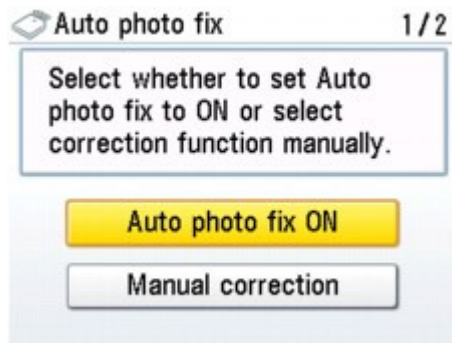 Auto photo fix 1/2
Select whether to set Auto
photo fix to ON or select
correction function manually.
Auto photo fix ON
Manual correction